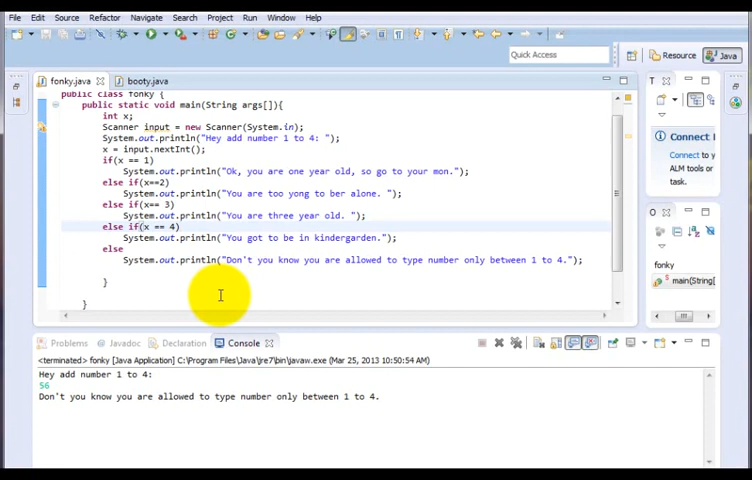 File Edit Source Refactor Navigate Search Project Run Window Help
Quick Access
Resource
Java
fonky.java
booty.java
public class fonky {
public static void main(String args[]){
int x;
Scanner input = new Scanner(System.in);
System.out.println("Hey add number 1 to 4: ");
x = input.nextInt();
if(x == 1)
System.out.println("Ok, you are one year old, so go to your mon.");
else if(x==2)
System.out.println("You are too yong to ber alone. ");
else if(x== 3)
System.out.println("You are three year old. ");
else if(x == 4)
System.out.println("You got to be in kindergarden.");
else
System.out.println("Don't you know you are allowed to type number only between 1 to 4.");
}
}
T
Connect
Connect to y
ALM tools or
task.
O
fonky
main(String[]
Problems Javadoc Declaration Console
<terminated> fonky [Java Application] C:\Program Files\Java\jre7\bin\javaw.exe (Mar 25, 2013 10:50:54 AM)
Hey add number 1 to 4:
56
Don't you know you are allowed to type number only between 1 to 4.